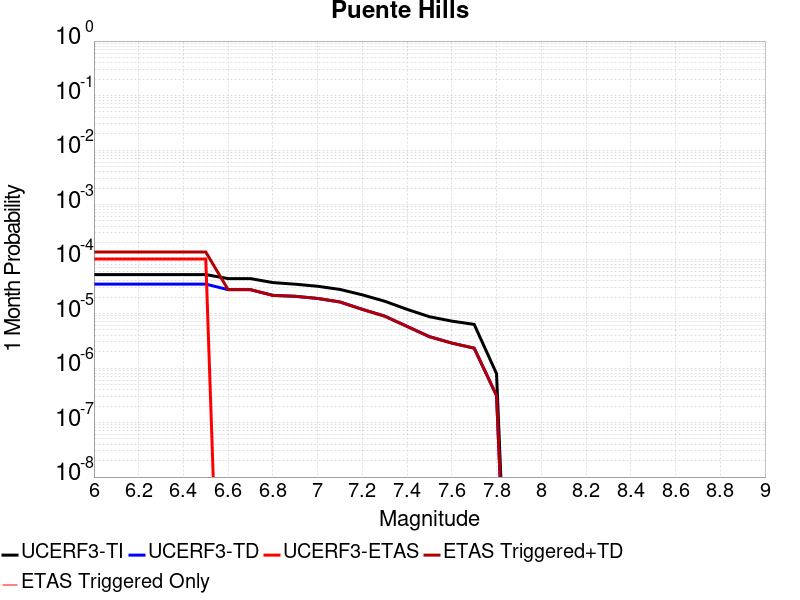 Puente Hills
1 Month Probability
10^0
10^-1
10^-2
10^-3
10^-4
10^-5
10^-6
10^-7
10^-8
6 6.2 6.4 6.6 6.8 7 7.2 7.4 7.6 7.8 8 8.2 8.4 8.6 8.8 9
Magnitude
UCERF3-TI UCERF3-TD UCERF3-ETAS ETAS Triggered+TD
ETAS Triggered Only